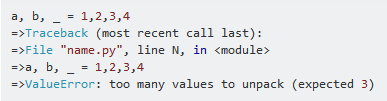 a, b, _ = 1,2,3,4
=>Traceback (most recent call last):
=>File "name.py", line N, in <module>
=>a, b, _ = 1,2,3,4
=>ValueError: too many values to unpack (expected 3)